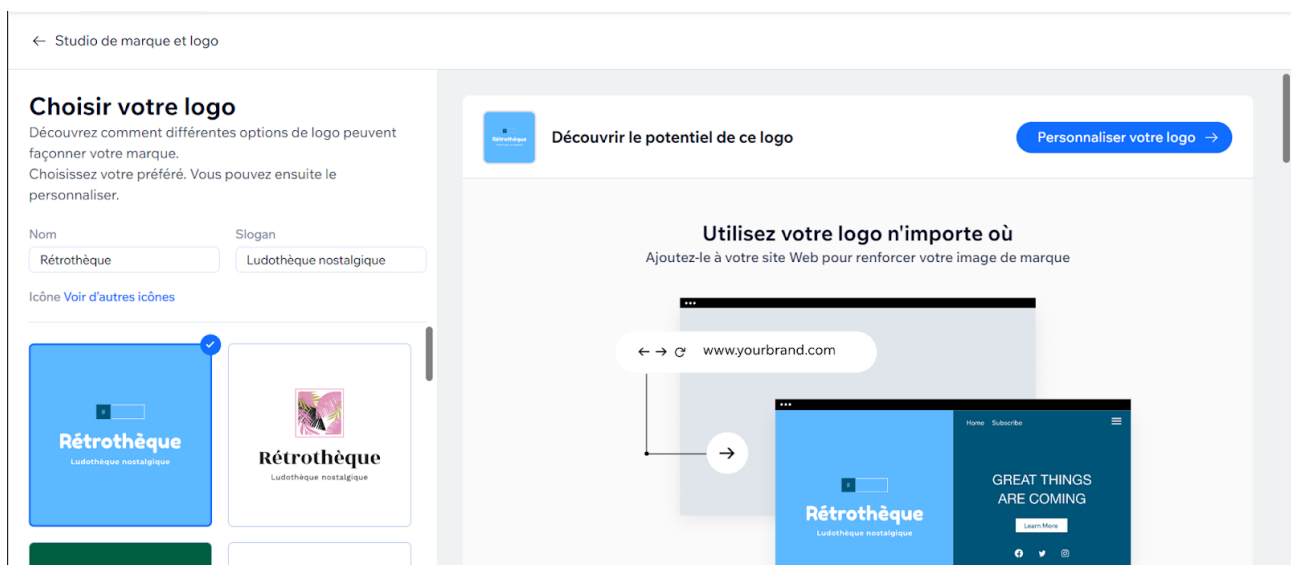 ← Studio de marque et logo
Choisir votre logo
Découvrez comment différentes options de logo peuvent
façonner votre marque.
Choisissez votre préféré. Vous pouvez ensuite le
personnaliser.
Nom
Slogan
Rétrothèque
Ludothèque nostalgique
Icône Voir d'autres icônes
Rétrothèque
Ludothèque nostalgique
Rétrothèque
Ludothèque nostalgique
Rétrothèque
Découvrir le potentiel de ce logo
Personnaliser votre logo →
Utilisez votre logo n'importe où
Ajoutez-le à votre site Web pour renforcer votre image de marque
www.yourbrand.com
Rétrothèque
Ludothèque nostalgique
Home Subscribe
GREAT THINGS
ARE COMING
Learn More